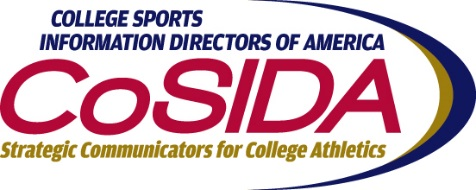 COLLEGE SPORTS
INFORMATION DIRECTORS OF AMERICA
CoSIDA
Strategic Communicators for College Athletics